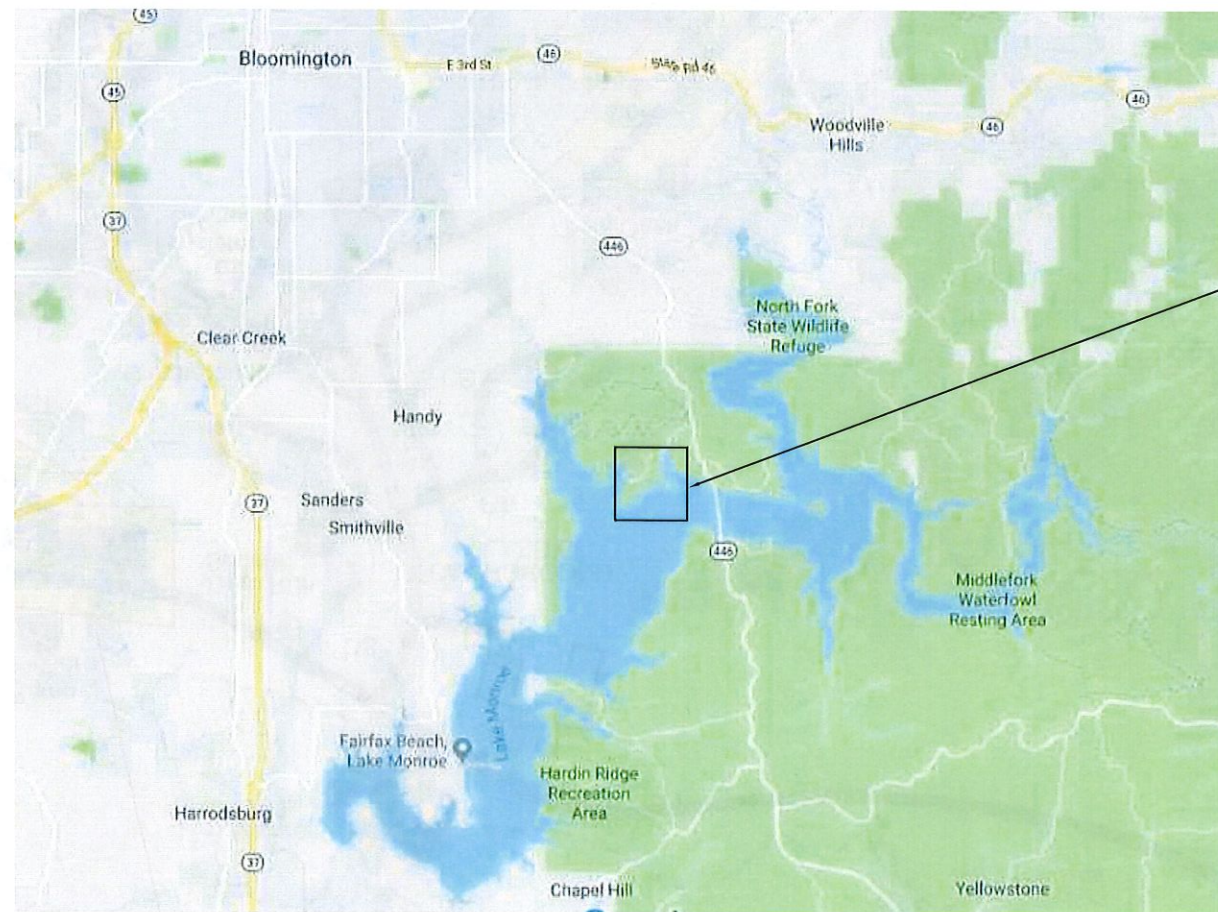 45
Bloomington
E 3rd St
46
State Rd 46
45
46
46
Woodville
Hills
37
446
North Fork
State Wildlife
Refuge
Clear Creek
Handy
37
Sanders
Smithville
446
Middlefork
Waterfowl
Resting Area
Lake Monroe
Fairfax Beach,
Lake Monroe
Hardin Ridge
Recreation
Area
Harrodsburg
37
Chapel Hill
Yellowstone